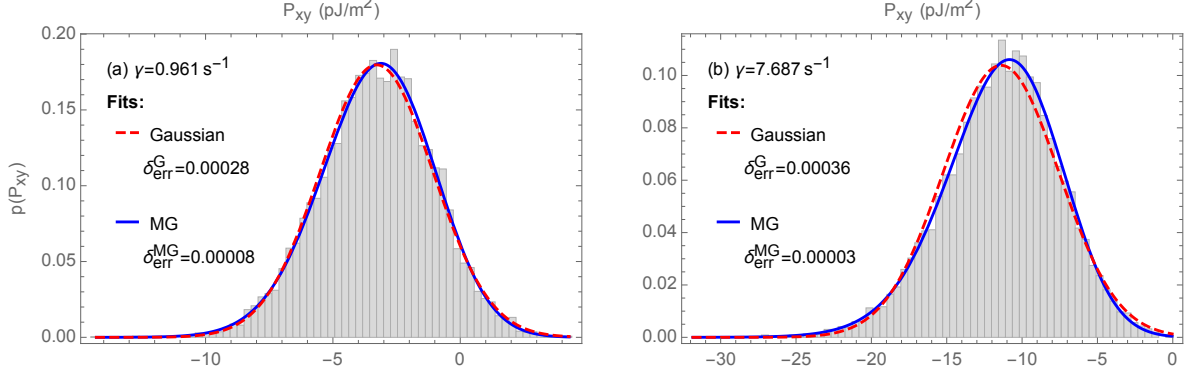 P_xy (pJ/m²)
P_xy (pJ/m²)
(a) γ=0.961 s⁻¹
Fits:
Gaussian
δ_err^G=0.00028
MG
δ_err^MG=0.00008
p(P_xy)
0.20
0.15
0.10
0.05
0.00
−10
−5
0
(b) γ=7.687 s⁻¹
Fits:
Gaussian
δ_err^G=0.00036
MG
δ_err^MG=0.00003
0.10
0.08
0.06
0.04
0.02
0.00
−30
−25
−20
−15
−10
−5
0